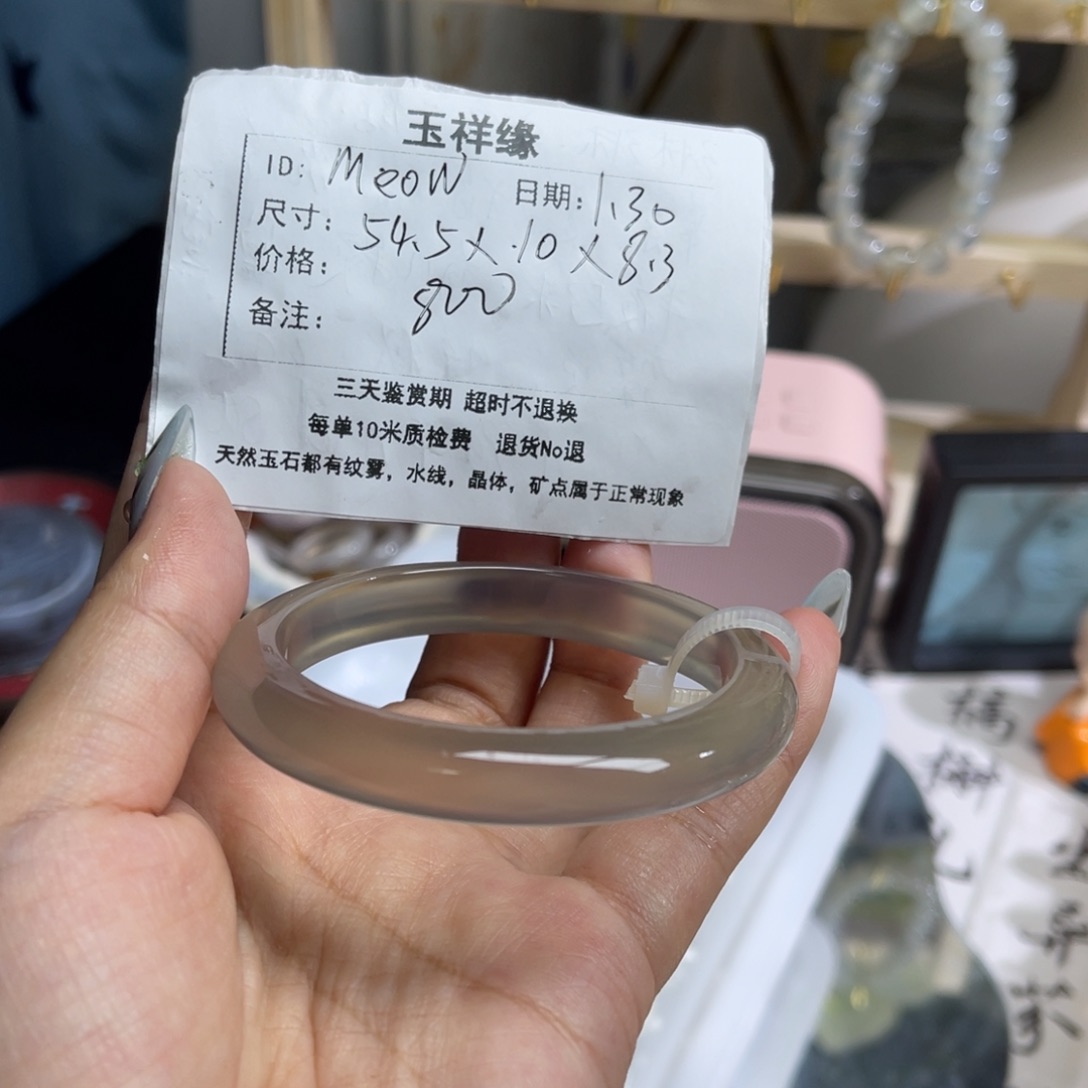 玉祥缘
ID: Meow 日期: 1.30
尺寸: 54.5×10×8.3
价格: 800
备注:
三天鉴赏期 超时不退换
每单10米质检费 退货No退
天然玉石都有纹雾，水线，晶体，矿点属于正常现象